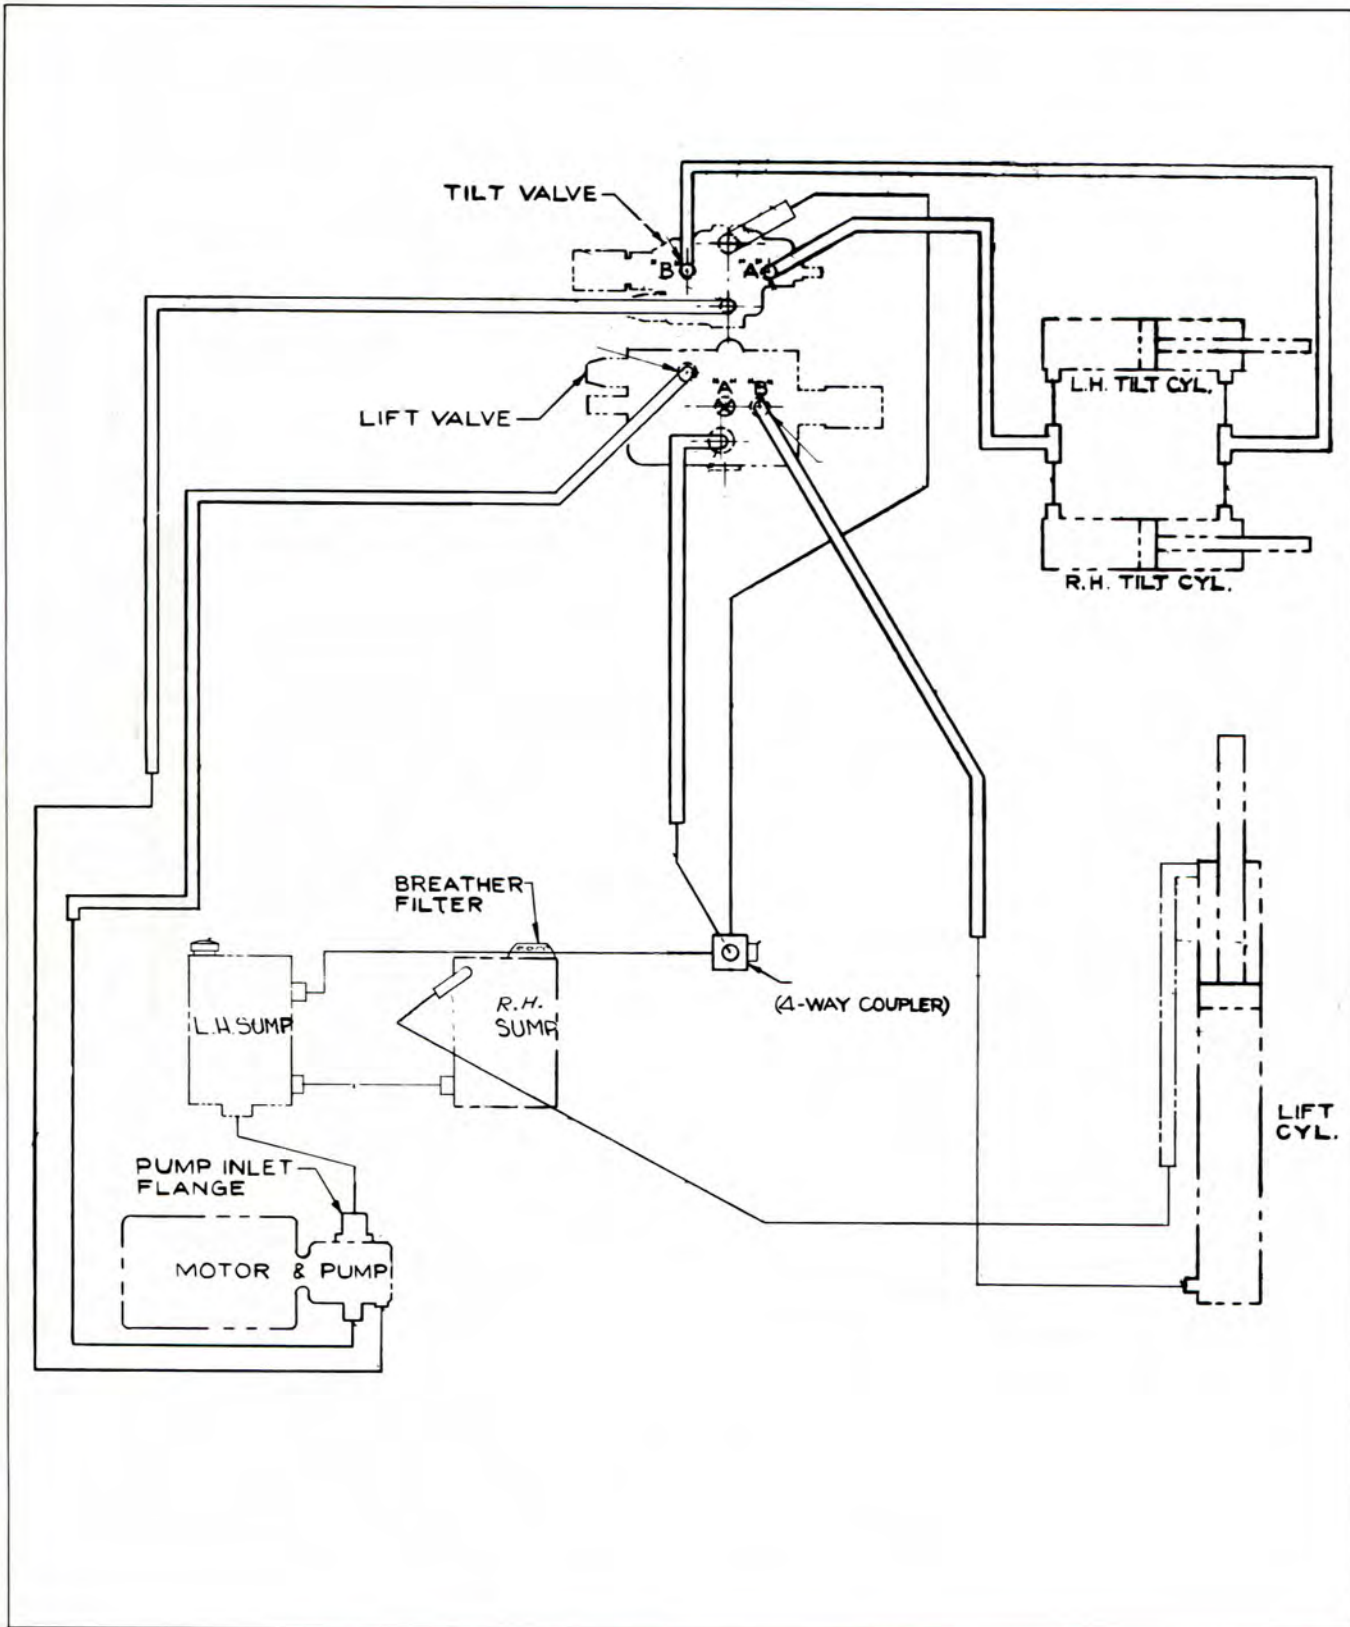 TILT VALVE
"B"
"A"
L.H. TILT CYL.
"A"
"B"
LIFT VALVE
R.H. TILT CYL.
BREATHER
FILTER
(4-WAY COUPLER)
R.H.
SUMP
L.H. SUMP
LIFT
CYL.
PUMP INLET
FLANGE
MOTOR & PUMP